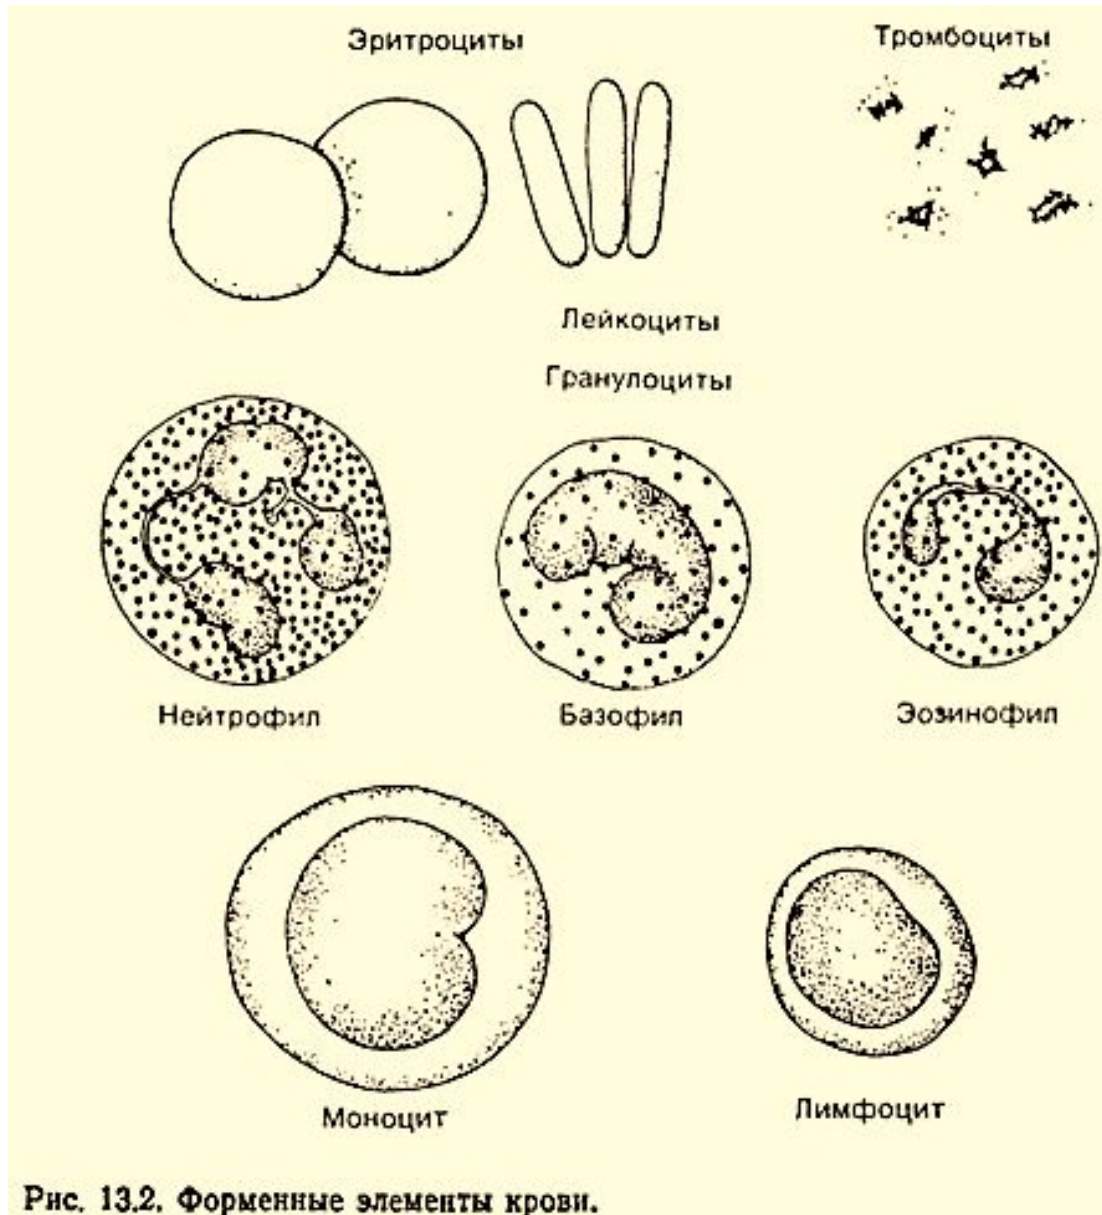 Эритроциты
Тромбоциты
Лейкоциты
Гранулоциты
Нейтрофил
Базофил
Эозинофил
Моноцит
Лимфоцит
Рис. 13.2. Форменные элементы крови.